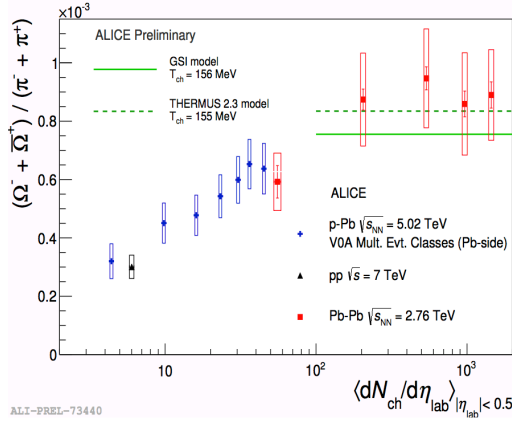 ×10⁻³
(Ω⁻ + Ω̅⁺) / (π⁻ + π⁺)
ALICE Preliminary
GSI model
T_ch = 156 MeV
THERMUS 2.3 model
T_ch = 155 MeV
1
0.8
0.6
0.4
0.2
0
ALICE
p-Pb √s_NN = 5.02 TeV
V0A Mult. Evt. Classes (Pb-side)
pp √s = 7 TeV
Pb-Pb √s_NN = 2.76 TeV
10
10²
10³
⟨dN_ch/dη_lab⟩_|η_lab|< 0.5
ALI-PREL-73440